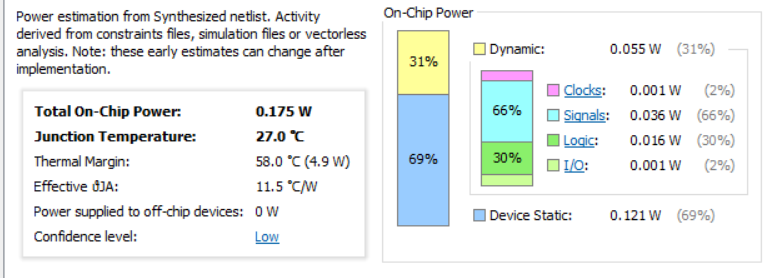 Power estimation from Synthesized netlist. Activity
derived from constraints files, simulation files or vectorless
analysis. Note: these early estimates can change after
implementation.
Total On-Chip Power: 0.175 W
Junction Temperature: 27.0 °C
Thermal Margin: 58.0 °C (4.9 W)
Effective ϑJA: 11.5 °C/W
Power supplied to off-chip devices: 0 W
Confidence level: Low
On-Chip Power
31%
69%
Dynamic: 0.055 W (31%)
66%
30%
Clocks: 0.001 W (2%)
Signals: 0.036 W (66%)
Logic: 0.016 W (30%)
I/O: 0.001 W (2%)
Device Static: 0.121 W (69%)